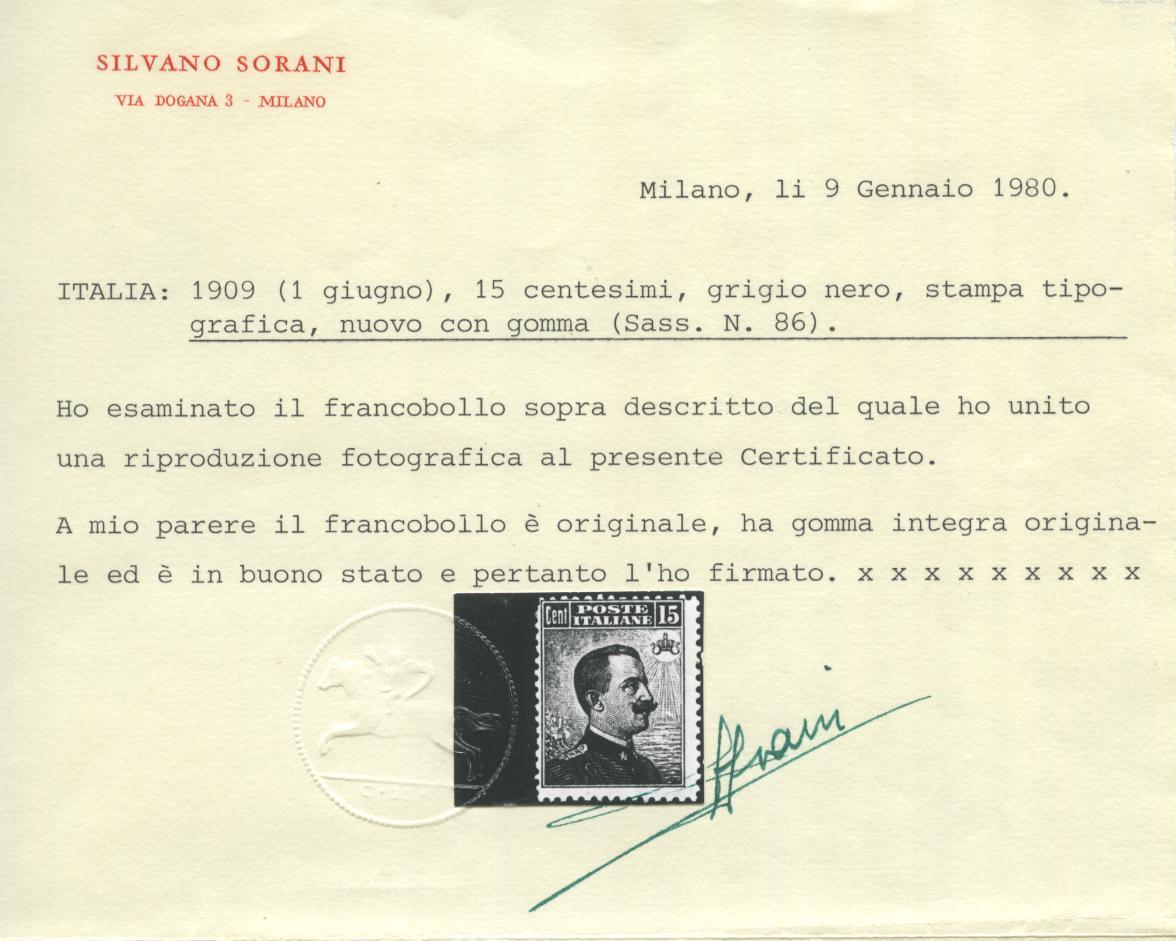 SILVANO SORANI
VIA DOGANA 3 - MILANO
Milano, li 9 Gennaio 1980.
ITALIA: 1909 (1 giugno), 15 centesimi, grigio nero, stampa tipo-
grafica, nuovo con gomma (Sass. N. 86).
Ho esaminato il francobollo sopra descritto del quale ho unito
una riproduzione fotografica al presente Certificato.
A mio parere il francobollo è originale, ha gomma integra origina-
le ed è in buono stato e pertanto l'ho firmato. x x x x x x x x x
Cent POSTE ITALIANE 15